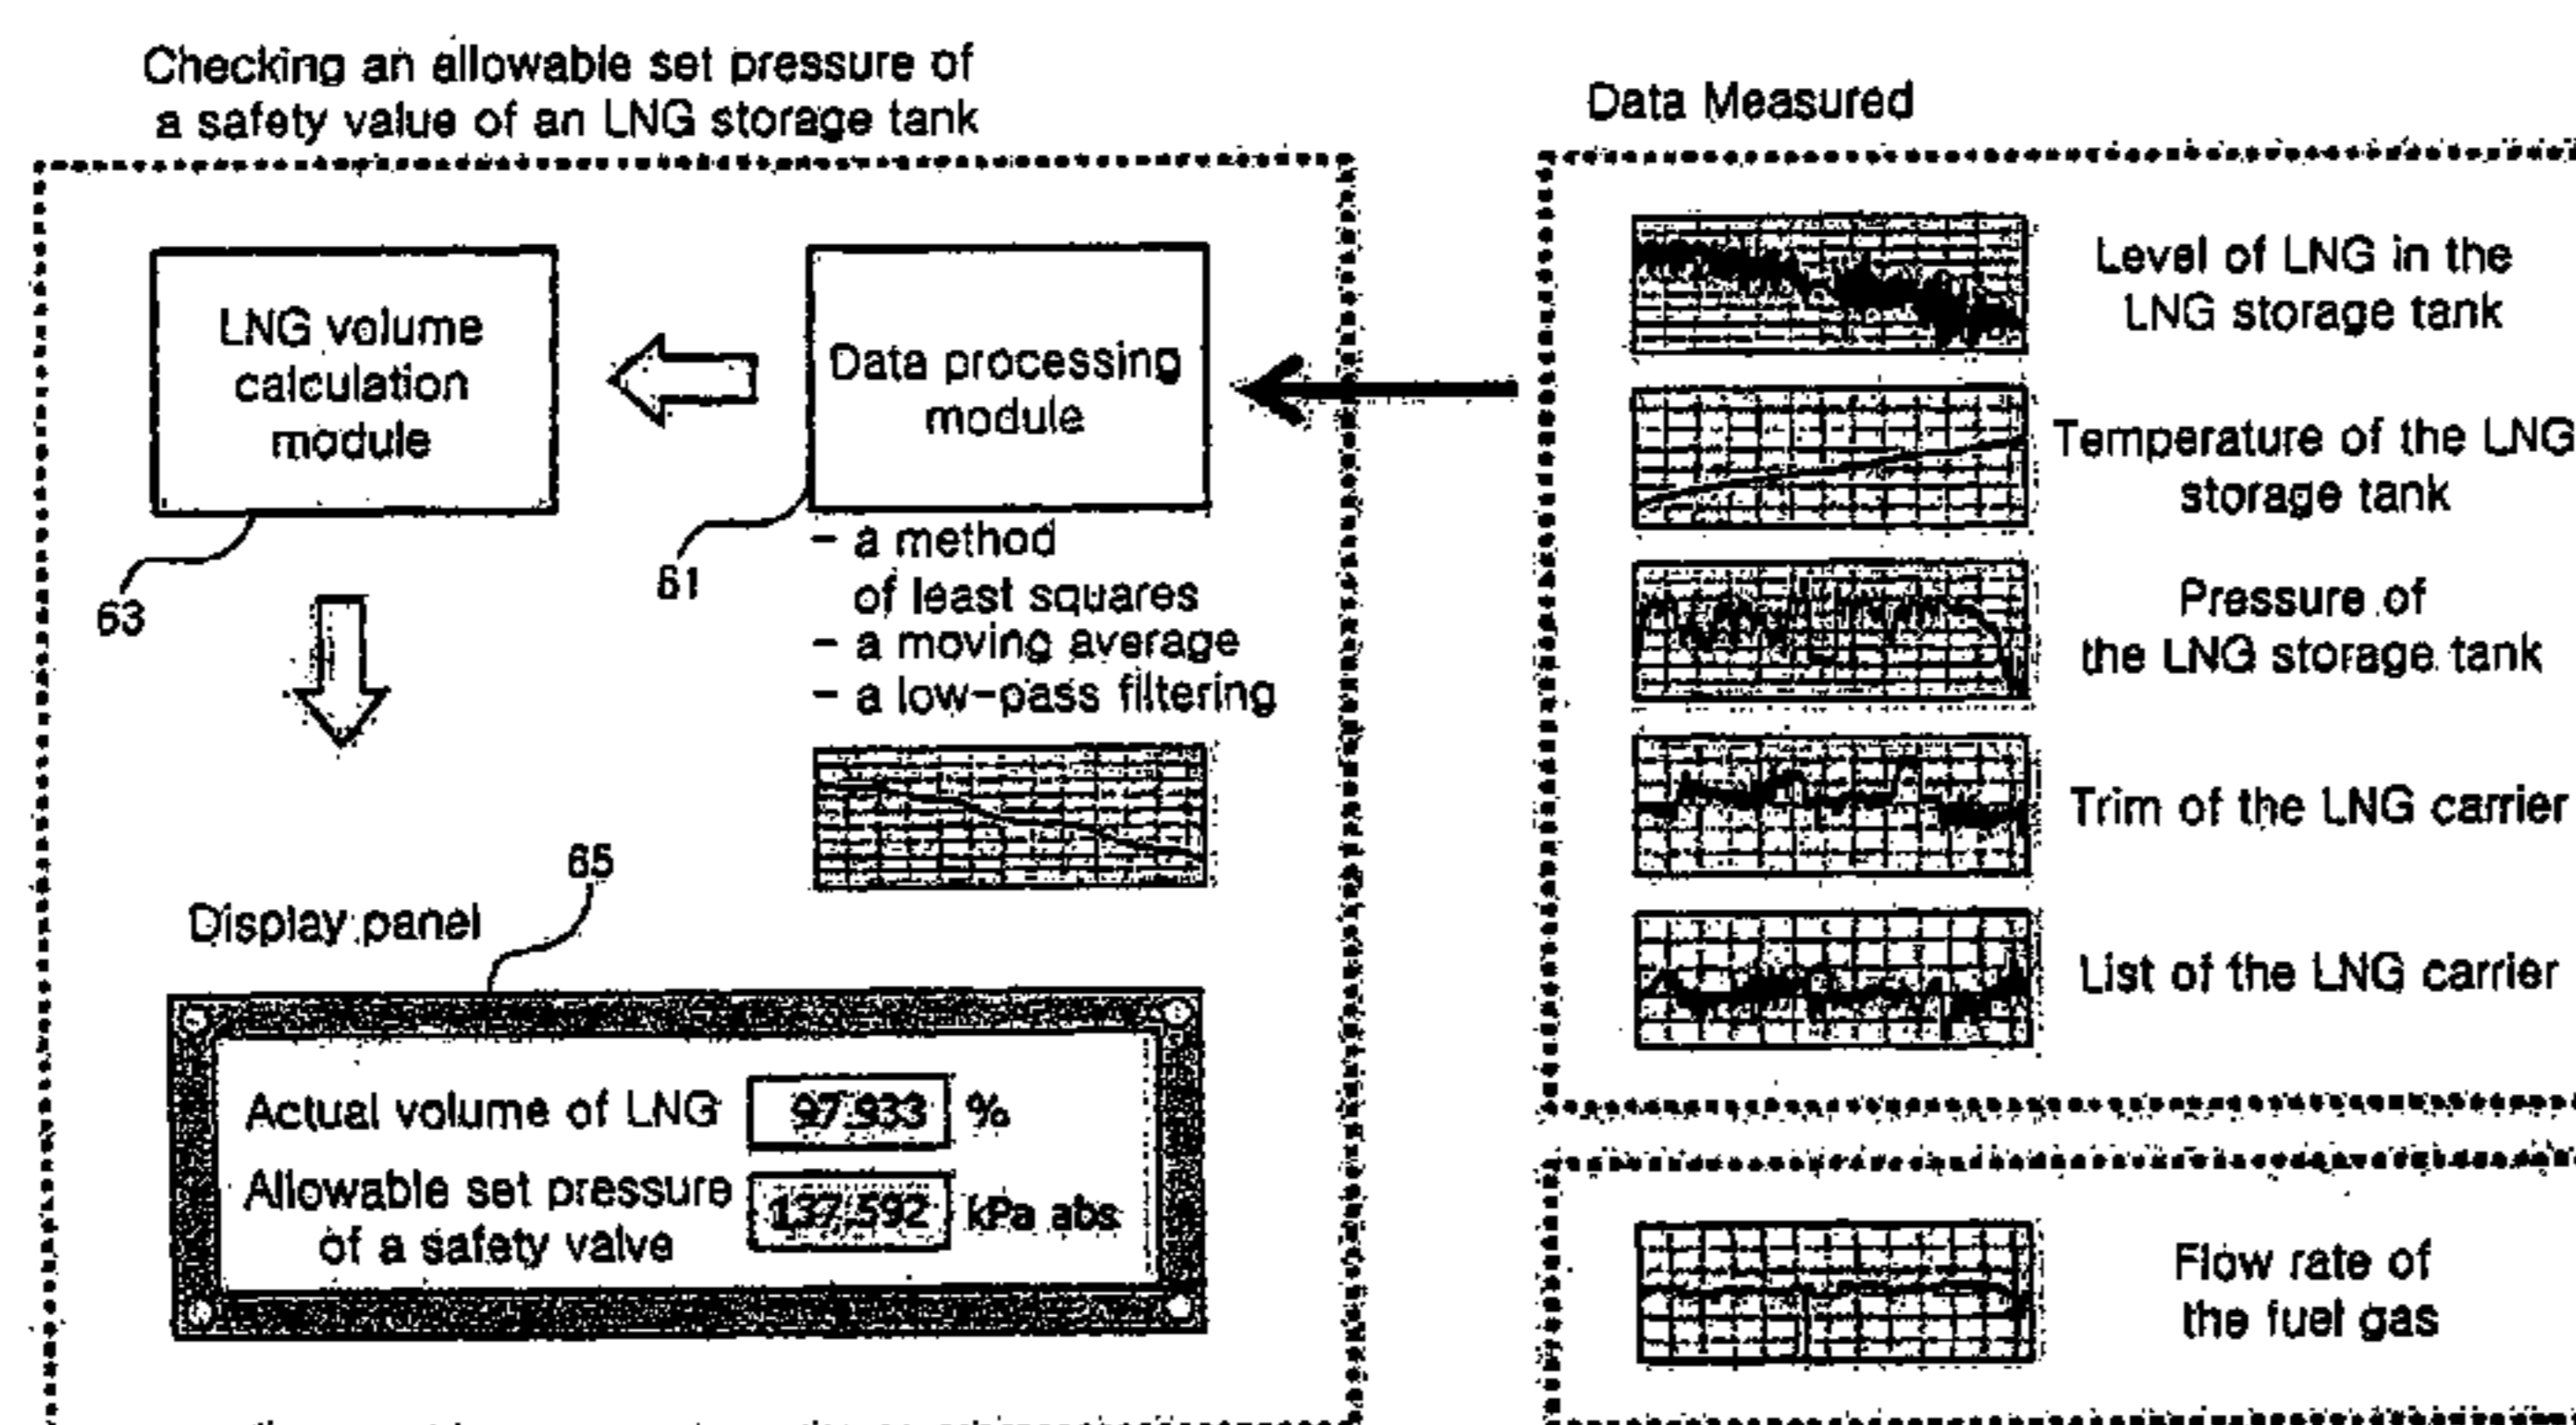 Checking an allowable set pressure of
a safety value of an LNG storage tank
LNG volume
calculation
module
63
Data processing
module
61
- a method
of least squares
- a moving average
- a low-pass filtering
Display panel
65
Actual volume of LNG 97.933 %
Allowable set pressure
of a safety valve 137.592 kPa abs
Data Measured
Level of LNG in the
LNG storage tank
Temperature of the LNG
storage tank
Pressure of
the LNG storage tank
Trim of the LNG carrier
List of the LNG carrier
Flow rate of
the fuel gas